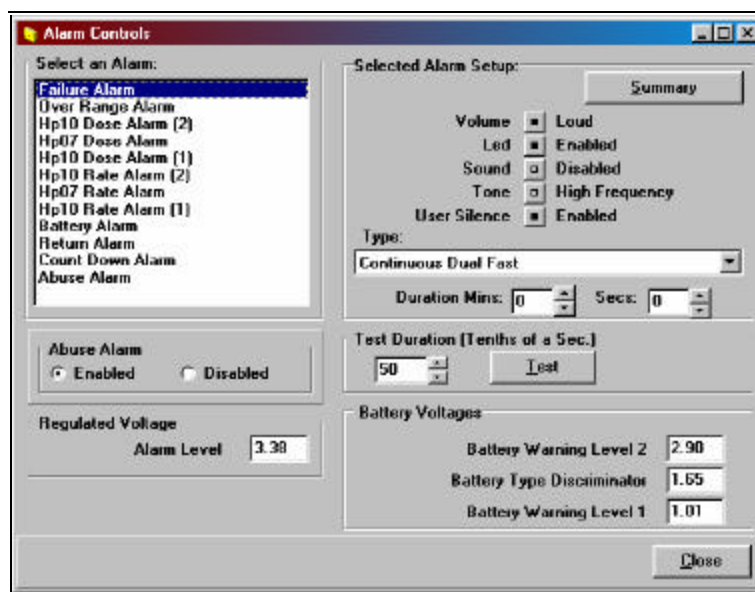 Alarm Controls
Select an Alarm:
Failure Alarm
Over Range Alarm
Hp10 Dose Alarm (2)
Hp07 Dose Alarm
Hp10 Dose Alarm (1)
Hp10 Rate Alarm (2)
Hp07 Rate Alarm
Hp10 Rate Alarm (1)
Battery Alarm
Return Alarm
Count Down Alarm
Abuse Alarm
Selected Alarm Setup:
Summary
Volume Loud
Led Enabled
Sound Disabled
Tone High Frequency
User Silence Enabled
Type:
Continuous Dual Fast
Duration Mins: 0 Secs: 0
Abuse Alarm
Enabled Disabled
Test Duration (Tenths of a Sec.)
50 Test
Regulated Voltage
Alarm Level 3.38
Battery Voltages
Battery Warning Level 2 2.90
Battery Type Discriminator 1.65
Battery Warning Level 1 1.01
Close